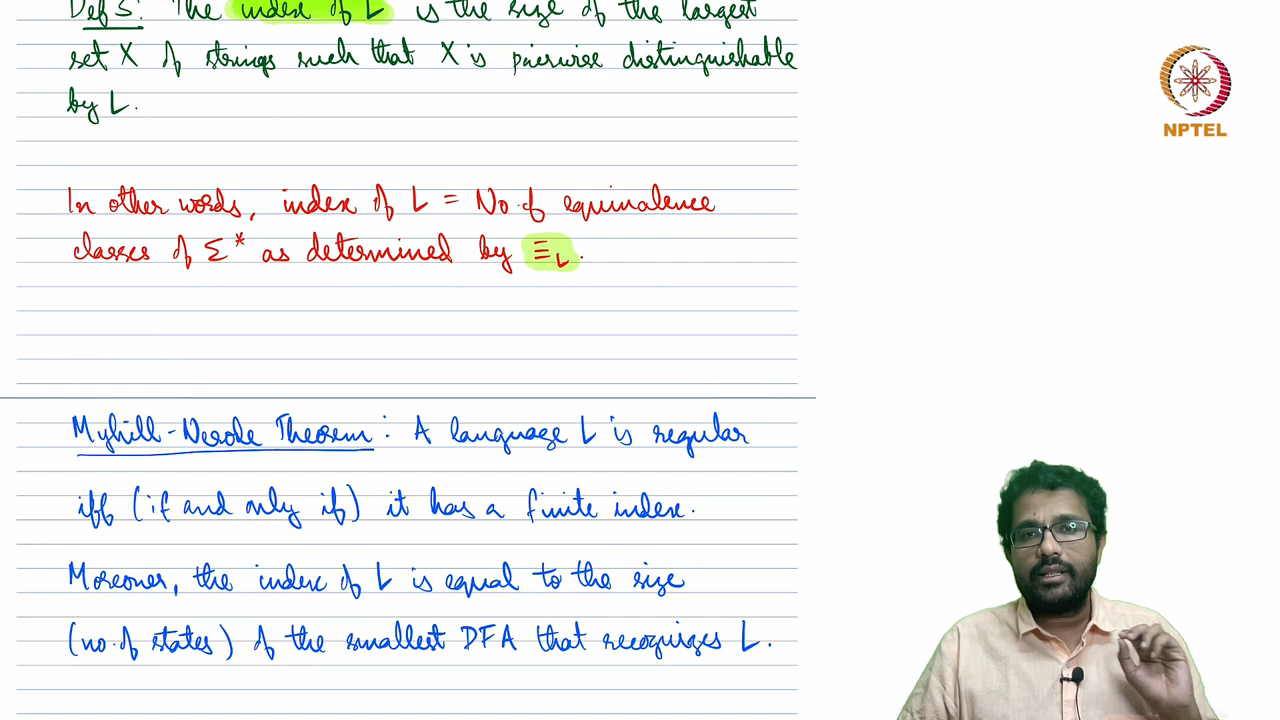 Def 5: The index of L is the size of the largest
set X of strings such that X is pairwise distinguishable
by L.
NPTEL
In other words, index of L = No. of equivalence
classes of Σ* as determined by ≡L.
Myhill-Nerode Theorem: A language L is regular
iff (if and only if) it has a finite index.
Moreover, the index of L is equal to the size
(no. of states) of the smallest DFA that recognizes L.